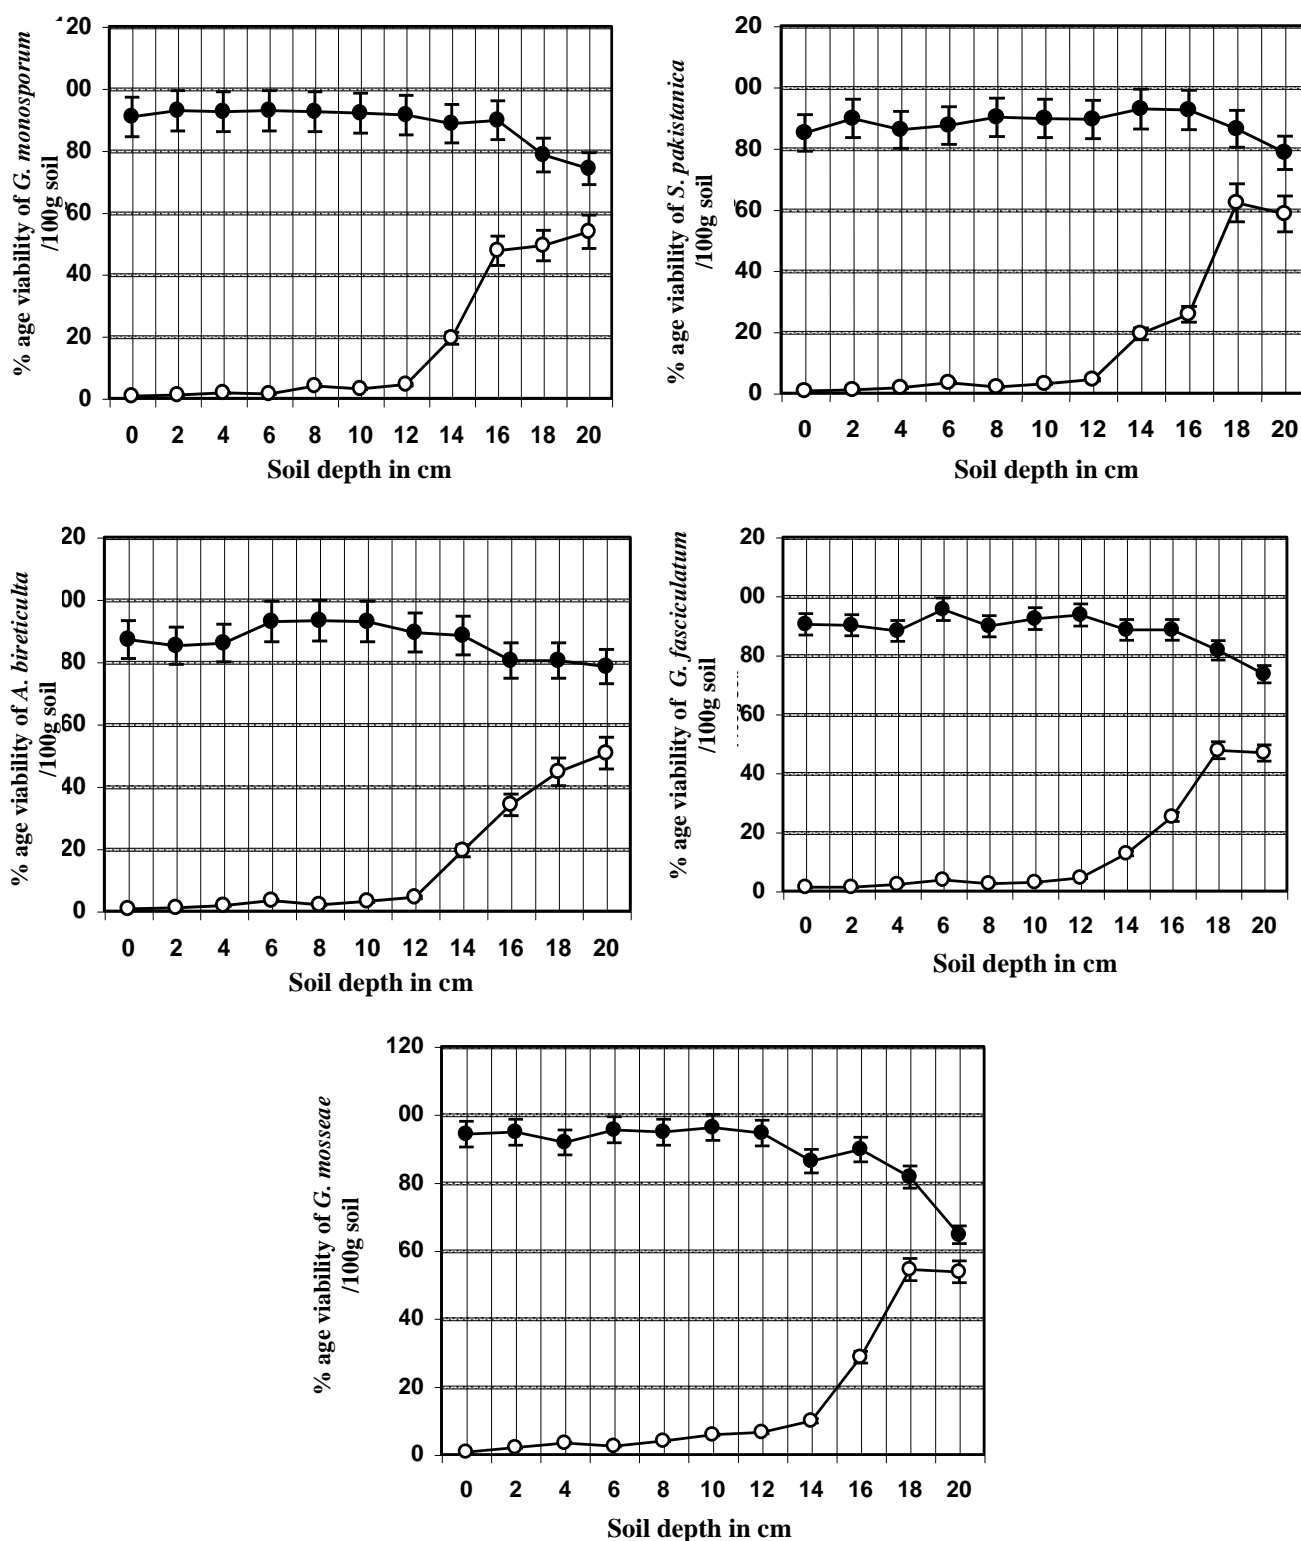 20
00
80
60
40
20
0
% age viability of G. monosporum
/100g soil
0 2 4 6 8 10 12 14 16 18 20
Soil depth in cm
20
00
80
60
40
20
0
% age viability of S. pakistanica
/100g soil
0 2 4 6 8 10 12 14 16 18 20
Soil depth in cm
20
00
80
60
40
20
0
% age viability of A. bireticulta
/100g soil
0 2 4 6 8 10 12 14 16 18 20
Soil depth in cm
20
00
80
60
40
20
0
% age viability of G. fasciculatum
/100g soil
0 2 4 6 8 10 12 14 16 18 20
Soil depth in cm
120
00
80
60
40
20
0
% age viability of G. mosseae
/100g soil
0 2 4 6 8 10 12 14 16 18 20
Soil depth in cm